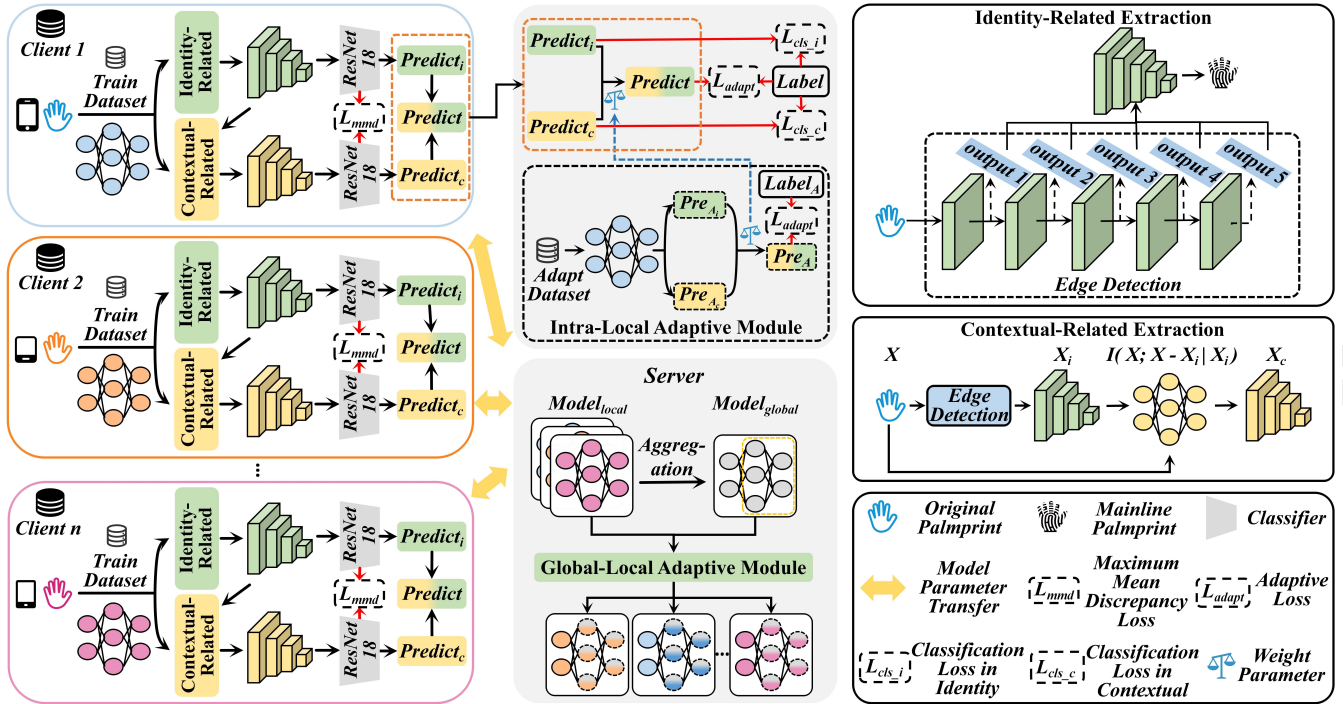 Client 1
Train
Dataset
Identity-
Related
Contextual-
Related
ResNet
18
L_mmd
ResNet
18
Predict_i
Predict
Predict_c
Client 2
Train
Dataset
Identity-
Related
Contextual-
Related
ResNet
18
L_mmd
ResNet
18
Predict_i
Predict
Predict_c
...
Client n
Train
Dataset
Identity-
Related
Contextual-
Related
ResNet
18
L_mmd
ResNet
18
Predict_i
Predict
Predict_c
Predict_i
Predict
Predict_c
L_cls_i
L_adapt
Label
L_cls_c
Adapt
Dataset
Pre_A_i
Pre_A_c
Label_A
L_adapt
Pre_A
Intra-Local Adaptive Module
Server
Model_local
Model_global
Aggreg-
ation
Global-Local Adaptive Module
...
Identity-Related Extraction
output 1
output 2
output 3
output 4
output 5
Edge Detection
Contextual-Related Extraction
X
X_i
I( X; X - X_i | X_i )
X_c
Edge
Detection
Original
Palmprint
Mainline
Palmprint
Classifier
Model
Parameter
Transfer
L_mmd
Maximum
Mean
Discrepancy
Loss
L_adapt
Adaptive
Loss
L_cls_i
Classification
Loss in
Identity
L_cls_c
Classification
Loss in
Contextual
Weight
Parameter